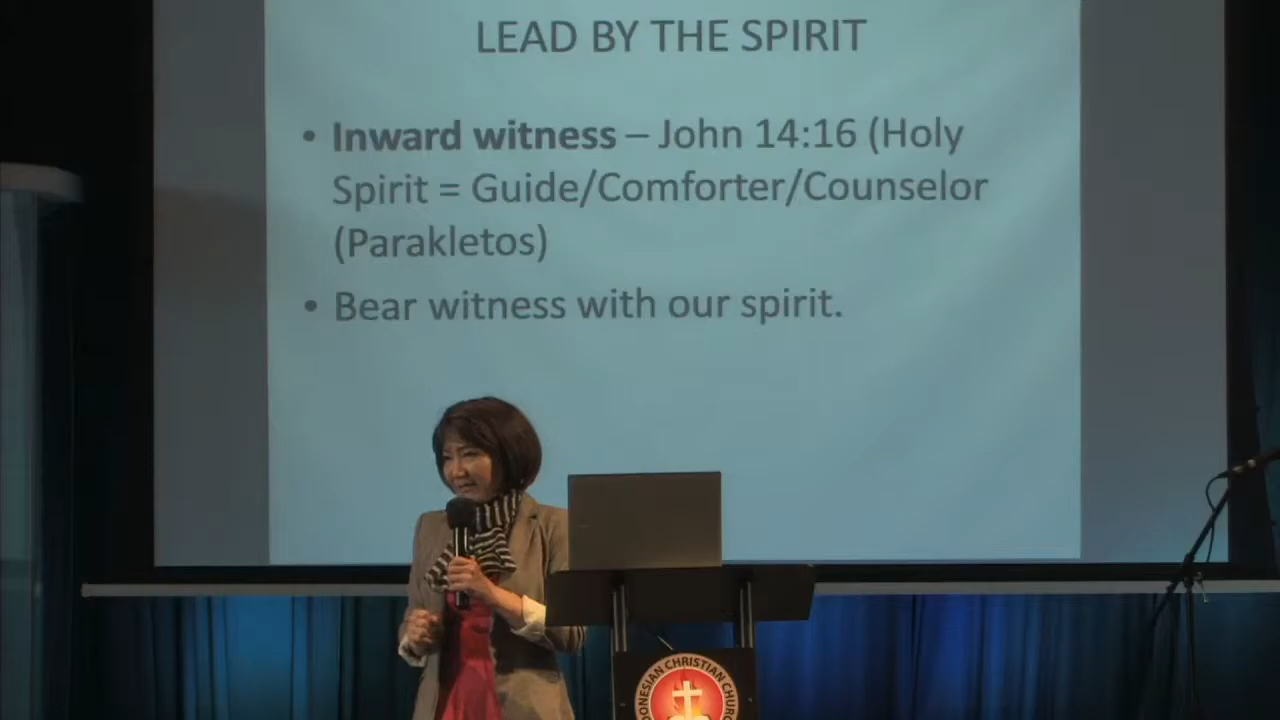 LEAD BY THE SPIRIT
• Inward witness – John 14:16 (Holy
Spirit = Guide/Comforter/Counselor
(Parakletos)
• Bear witness with our spirit.
CHRISTIAN